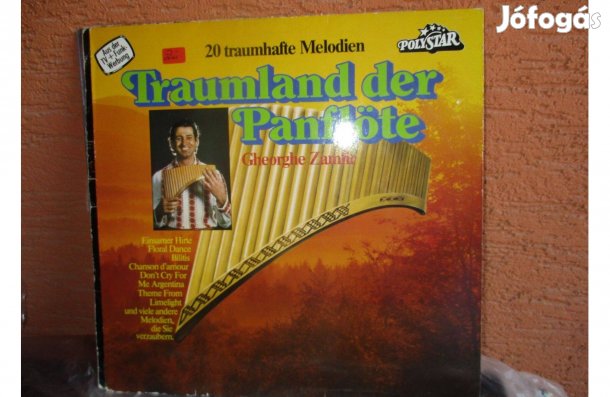 Jófogás
Aus der
TV + Funk-
Werbung
20 traumhafte Melodien
POLYSTAR
Traumland der
Panflöte
Gheorghe Zamfir
Einsamer Hirte
Floral Dance
Bilitis
Chanson d'amour
Don't Cry For
Me Argentina
Theme From
Limelight
und viele andere
Melodien,
die Sie
verzaubern.